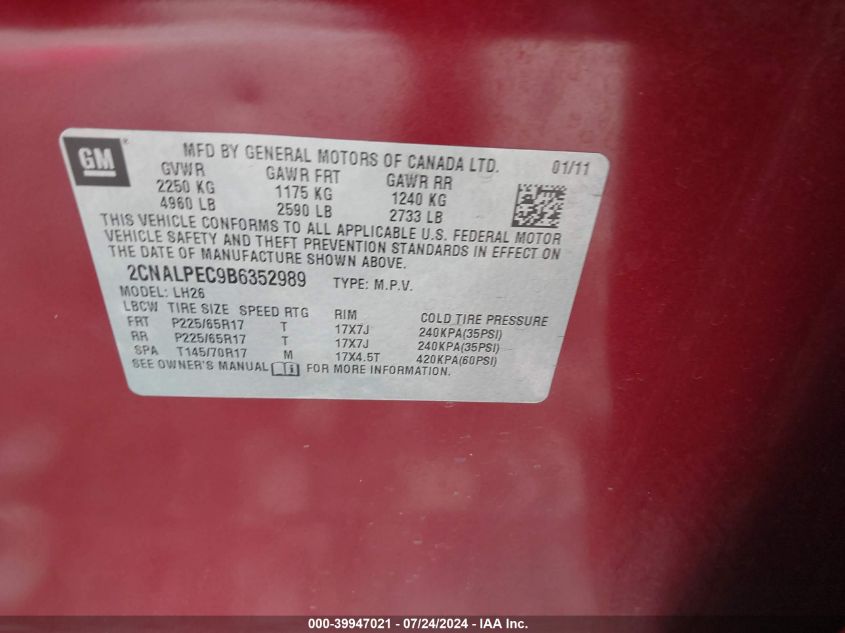 GM
MFD BY GENERAL MOTORS OF CANADA LTD. 01/11
GVWR GAWR FRT GAWR RR
2250 KG 1175 KG 1240 KG
4960 LB 2590 LB 2733 LB
THIS VEHICLE CONFORMS TO ALL APPLICABLE U.S. FEDERAL MOTOR
VEHICLE SAFETY AND THEFT PREVENTION STANDARDS IN EFFECT ON
THE DATE OF MANUFACTURE SHOWN ABOVE.
2CNALPEC9B6352989 TYPE: M.P.V.
MODEL: LH26
LBCW TIRE SIZE SPEED RTG RIM COLD TIRE PRESSURE
FRT P225/65R17 T 17X7J 240KPA(35PSI)
RR P225/65R17 T 17X7J 240KPA(35PSI)
SPA T145/70R17 M 17X4.5T 420KPA(60PSI)
SEE OWNER'S MANUAL FOR MORE INFORMATION.
000-39947021 - 07/24/2024 - IAA Inc.